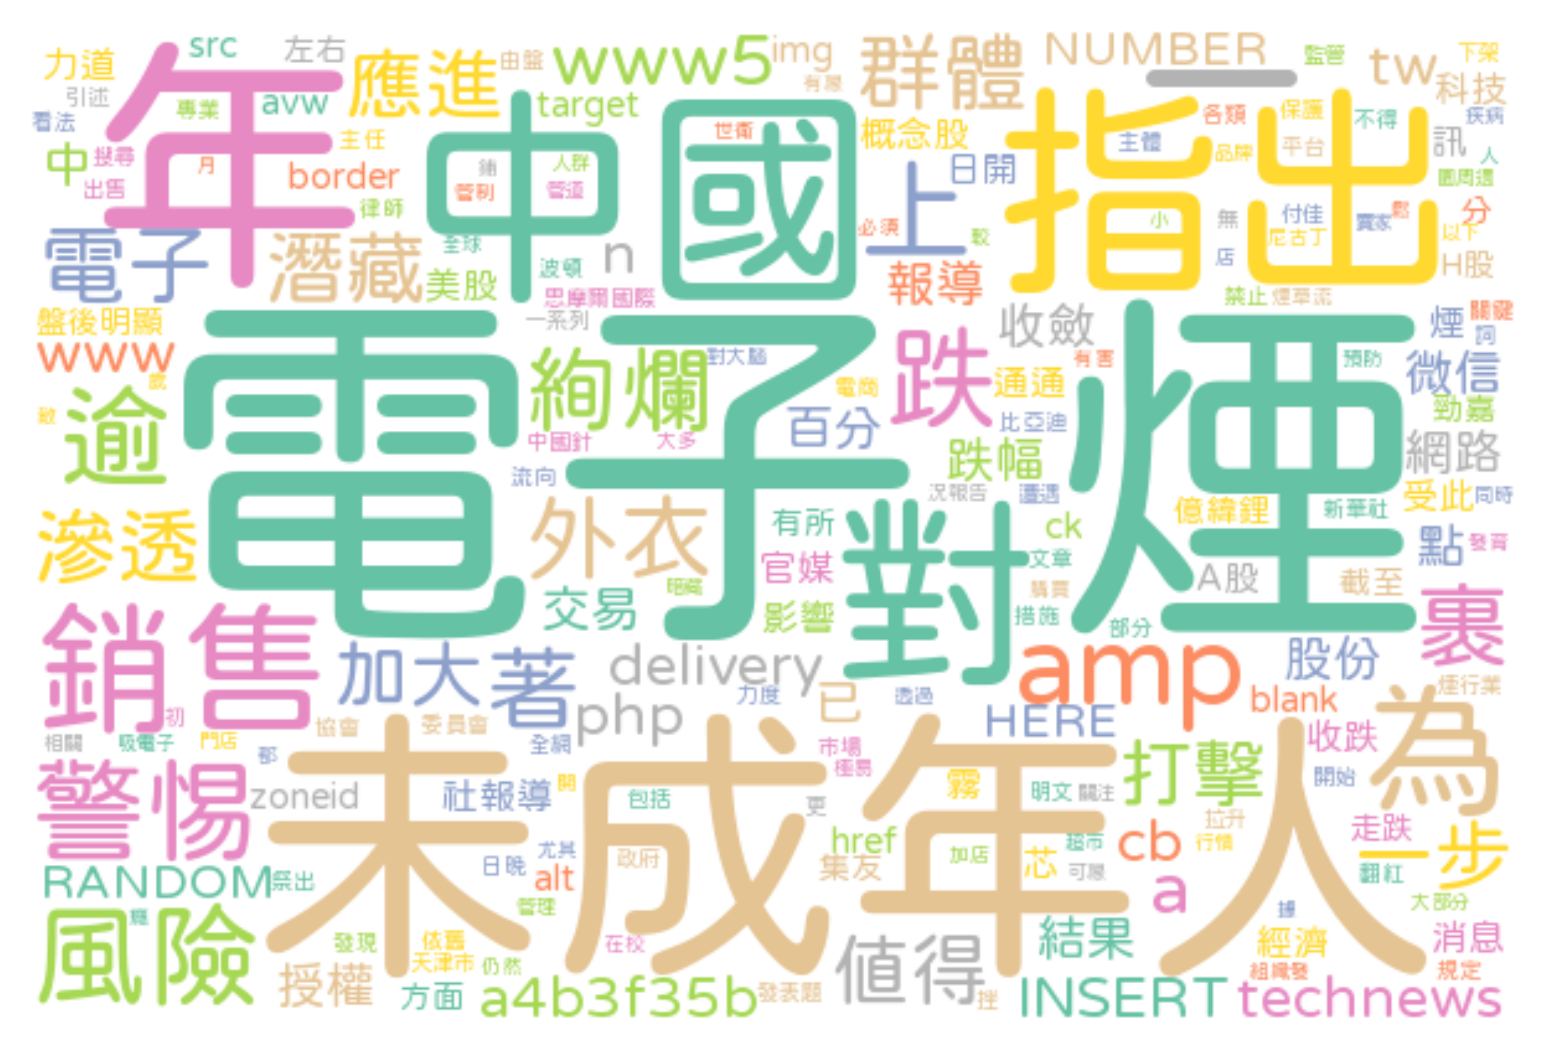 力道
src
左右
應進
由盤
www5
img
有意
群體
NUMBER
監管
tw
下架
科技
引述
看法
年
專業
avw
主任
target
中國
世衛
概念股
指出
各類
保護
不得
疾病
訊
中
搜尋
出售
月
border
律師
鋪
管制
人群
管道
上
日開
主體
品牌
平台
人
分
電子
潛藏
全球
美股
波頓
n
思摩爾國際
必須
較
報導
小
無
店
付佳
尼古丁
賣家
以下
H股
禁止
煙草流
盤後明顯
www
一系列
收斂
煙
關鍵
詞
電子煙
歲
逾
絢爛
對大腦
跌
電商
有害
通通
預防
微信
勁嘉
百分
比亞迪
中國針
大多
跌幅
網路
流向
況報告
遭遇
受此
同時
滲透
外衣
有所
對
ck
億緯鋰
新華社
點
官媒
文章
A股
截至
交易
暗藏
影響
購買
措施
部分
裹
銷售
初
加大
著
delivery
力度
已
透過
amp
股份
blank
煙行業
相關
吸電子
門店
協會
委員會
php
全網
HERE
收跌
為
未成年人
市場
極易
打擊
警惕
zoneid
社報導
開
包括
更
霧
明文
關注
開始
拉升
走跌
href
cb
行情
一步
RANDOM
祭出
日晚
尤其
alt
政府
集友
加店
芯
超市
可意
a
翻紅
大部分
風險
癮
發現
依舊
管理
在校
值得
結果
據
經濟
消息
授權
天津市
仍然
方面
a4b3f35b
發表題
INSERT
組織發
規定
technews